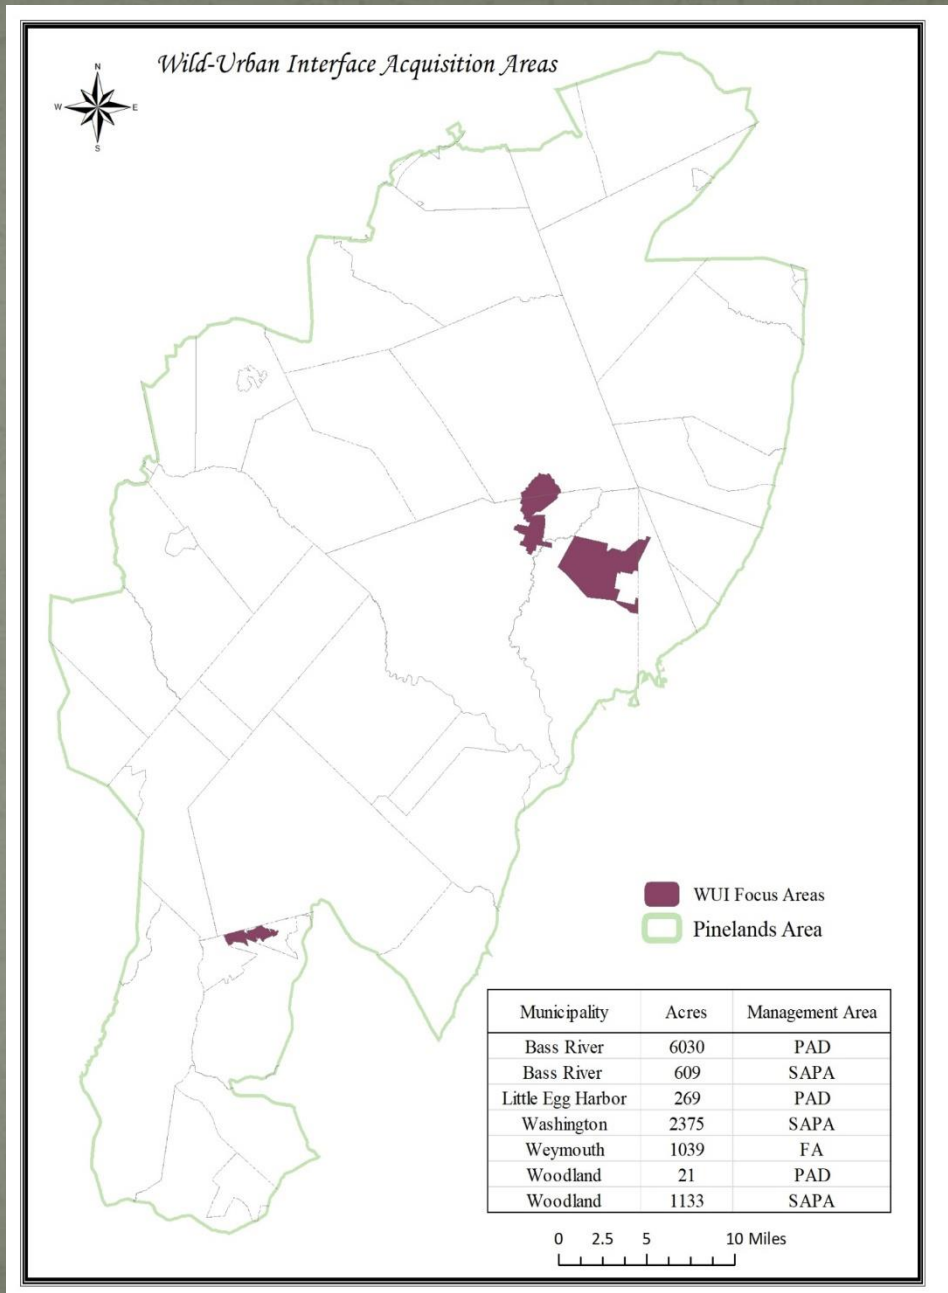 Wild-Urban Interface Acquisition Areas
N
W E
S
WUI Focus Areas
Pinelands Area
Municipality Acres Management Area
Bass River 6030 PAD
Bass River 609 SAPA
Little Egg Harbor 269 PAD
Washington 2375 SAPA
Weymouth 1039 FA
Woodland 21 PAD
Woodland 1133 SAPA
0 2.5 5 10 Miles